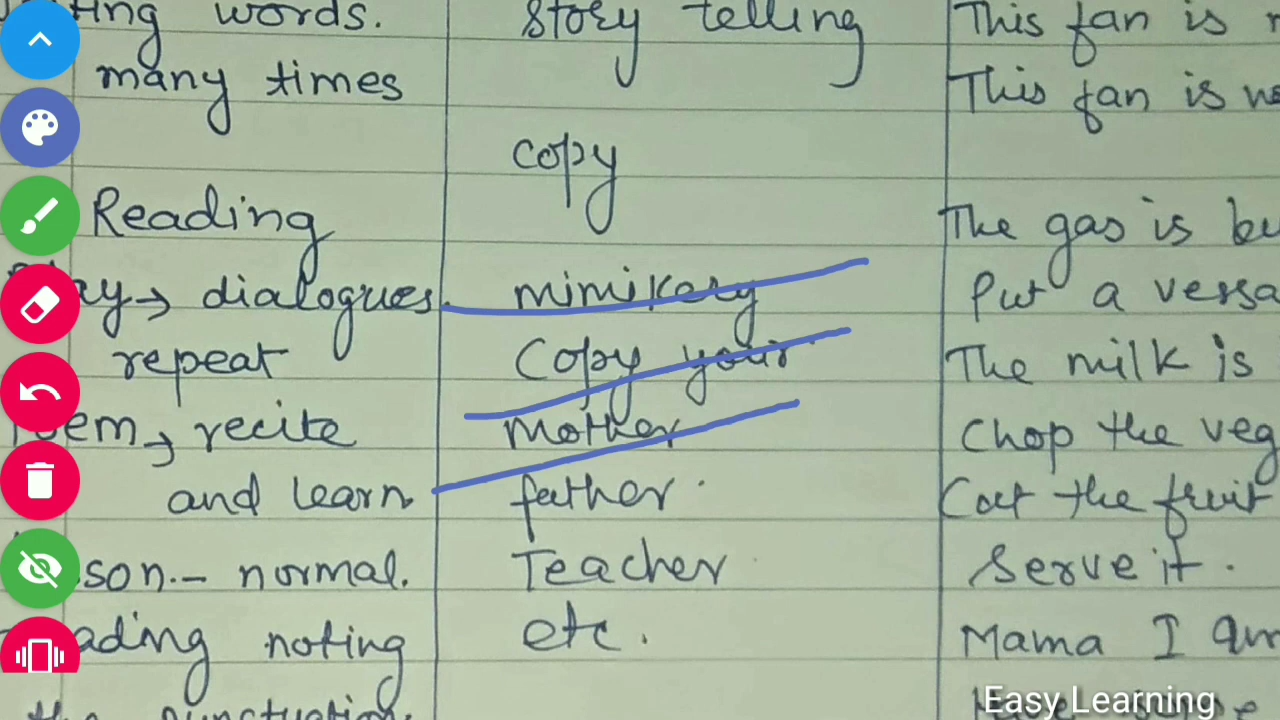 words.
many times
Reading
dialogues.
repeat
recite
and learn
normal.
noting
punctuation.
Story telling
copy
mimikery
Copy your
Mother
father.
Teacher
etc.
This fan is
This fan is
The gas is
Put a
The milk is
Chop the
Cut the fruit
Serve it.
Mama I
Easy Learning